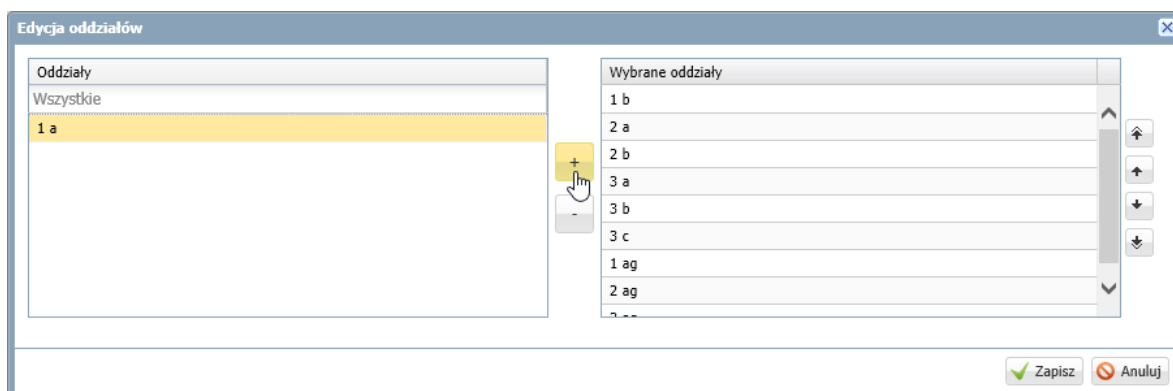 Edycja oddziałów
Oddziały
Wszystkie
1 a
+
-
Wybrane oddziały
1 b
2 a
2 b
3 a
3 b
3 c
1 ag
2 ag
Zapisz
Anuluj